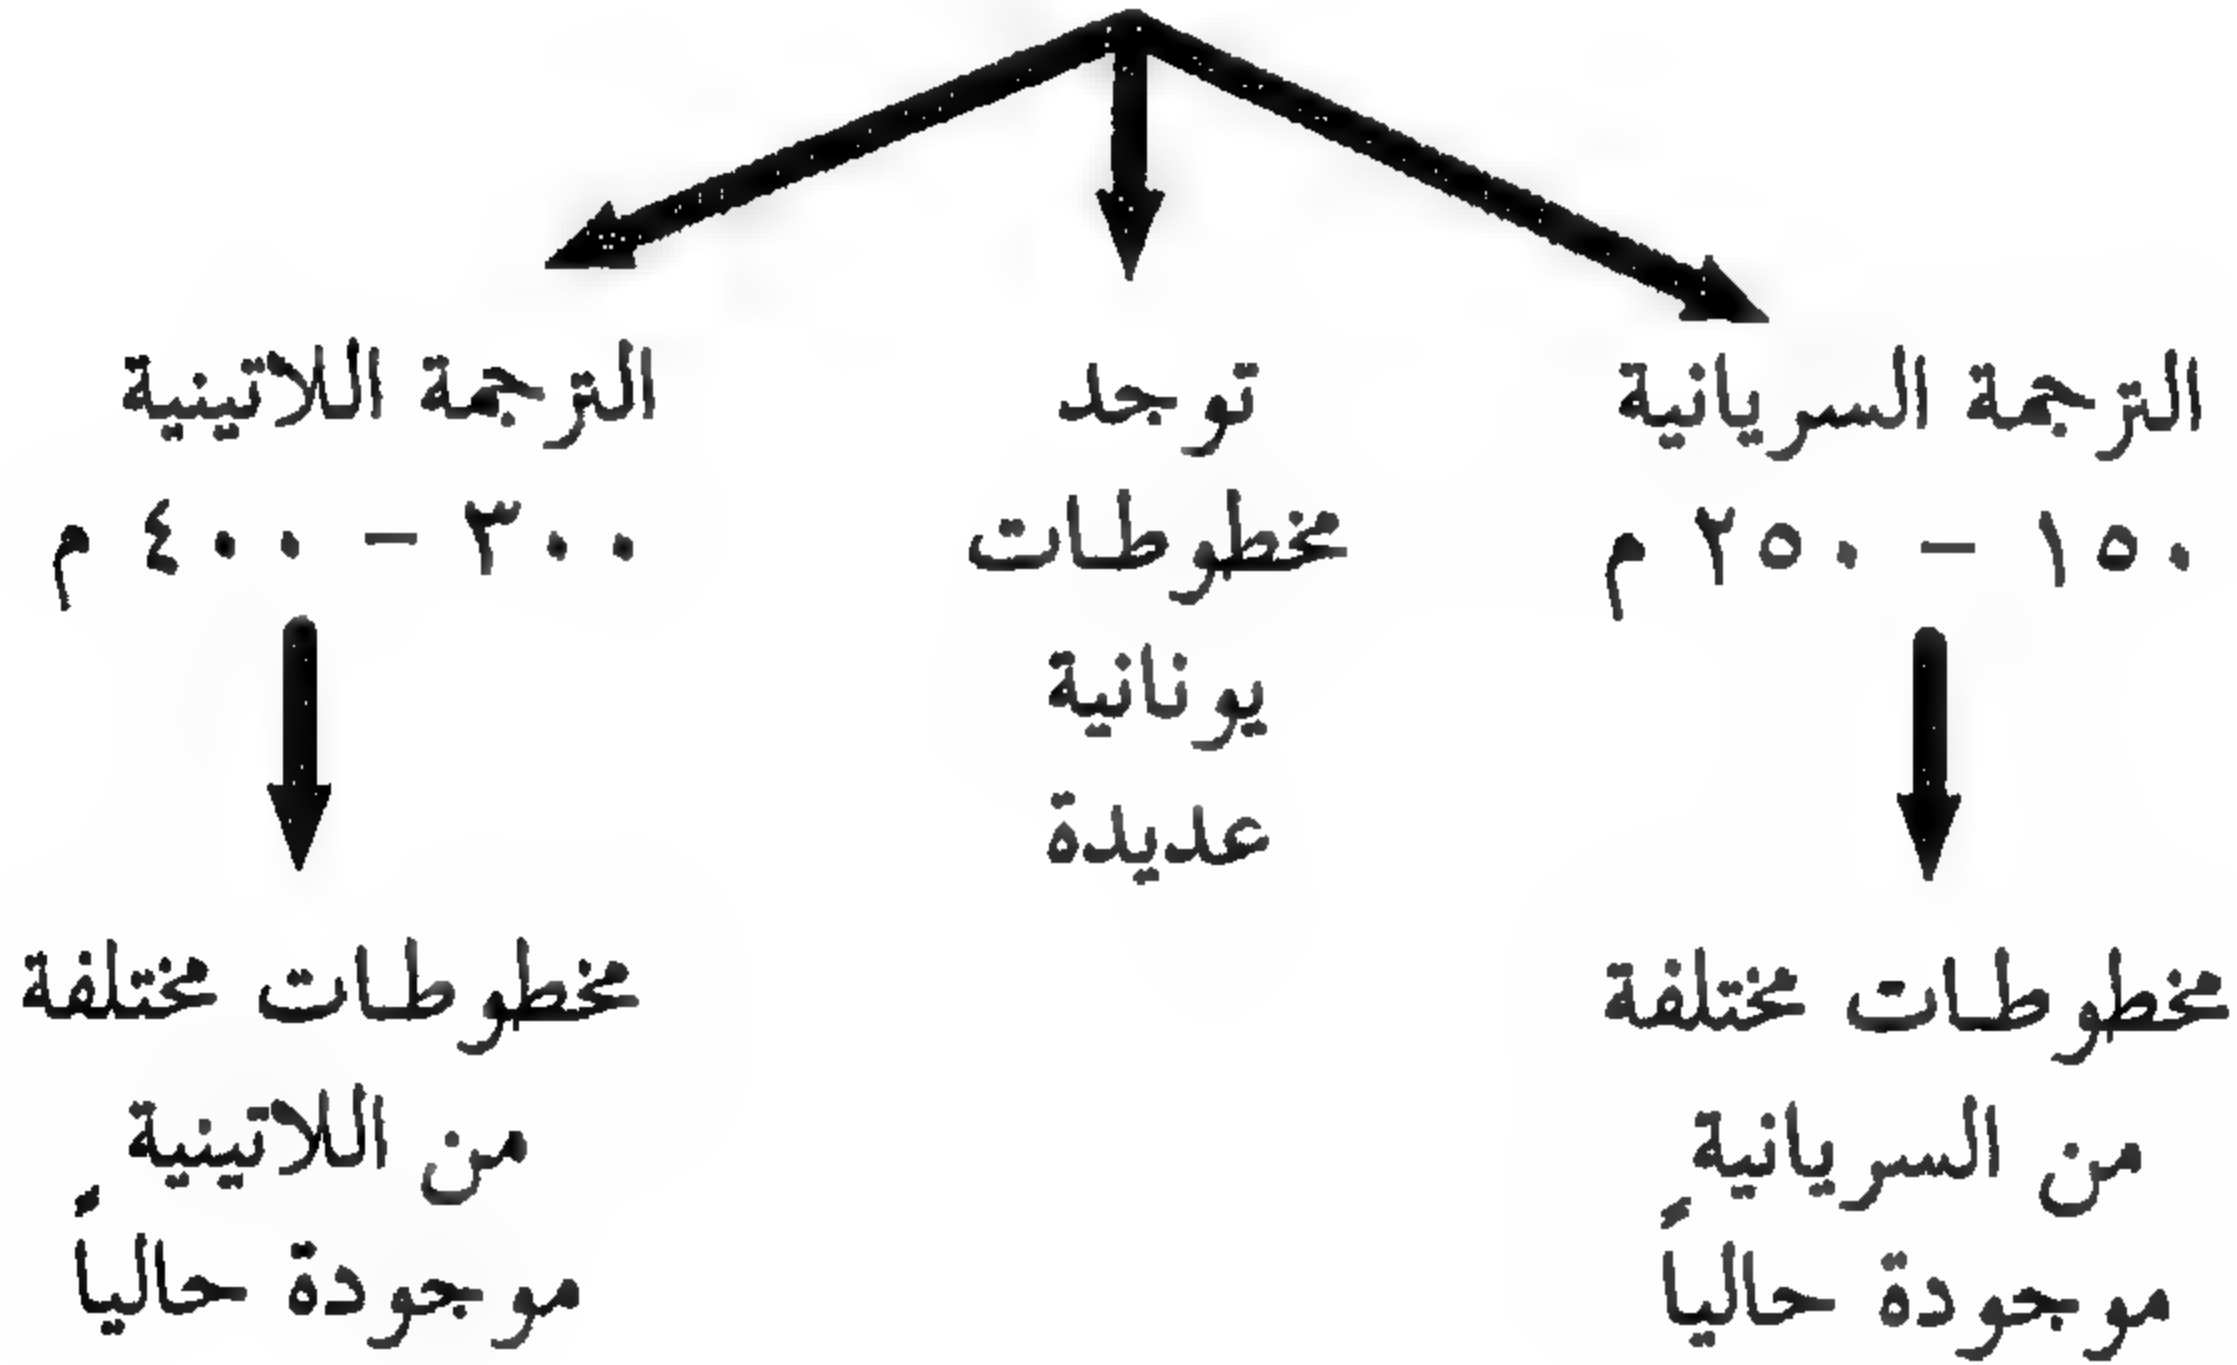 الترجمة السريانية
١٥٠ – ٢٥٠ م
مخطوطات مختلفة
من السريانية
موجودة حالياً
توجد
مخطوطات
يونانية
عديدة
الترجمة اللاتينية
٣٠٠ – ٤٠٠ م
مخطوطات مختلفة
من اللاتينية
موجودة حالياً